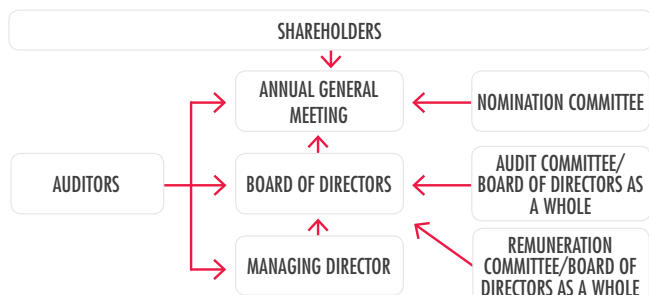 SHAREHOLDERS
ANNUAL GENERAL
MEETING
NOMINATION COMMITTEE
AUDITORS
BOARD OF DIRECTORS
AUDIT COMMITTEE/
BOARD OF DIRECTORS AS
A WHOLE
MANAGING DIRECTOR
REMUNERATION
COMMITTEE/BOARD OF
DIRECTORS AS A WHOLE